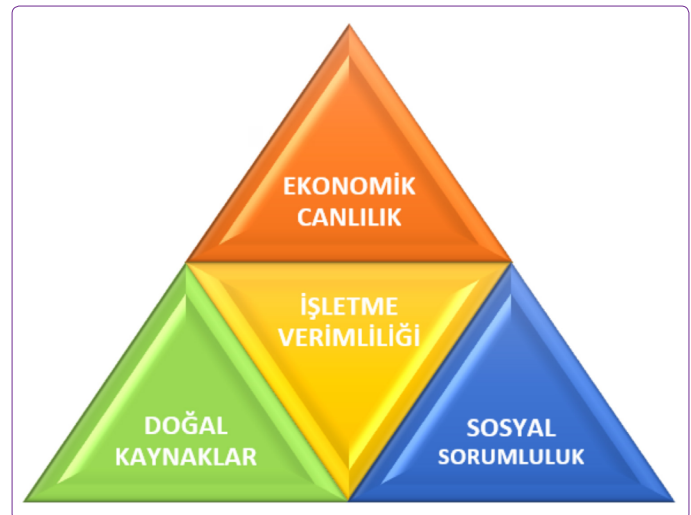 EKONOMİK
CANLILIK
İŞLETME
VERİMLİLİĞİ
DOĞAL
KAYNAKLAR
SOSYAL
SORUMLULUK